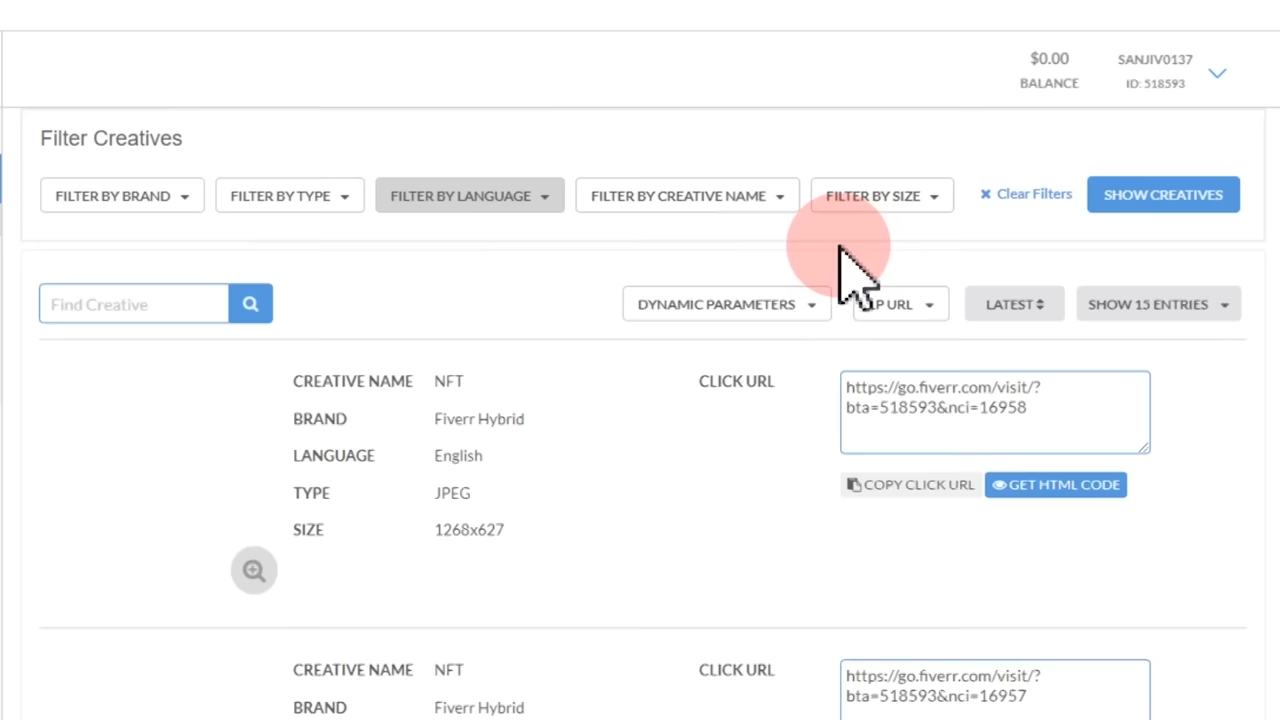 $0.00
BALANCE
SANJIV0137
ID: 518593
Filter Creatives
FILTER BY BRAND
FILTER BY TYPE
FILTER BY LANGUAGE
FILTER BY CREATIVE NAME
FILTER BY SIZE
Clear Filters
SHOW CREATIVES
Find Creative
DYNAMIC PARAMETERS
URL
LATEST
SHOW 15 ENTRIES
CREATIVE NAME NFT
BRAND Fiverr Hybrid
LANGUAGE English
TYPE JPEG
SIZE 1268x627
CLICK URL
https://go.fiverr.com/visit/?
bta=518593&nci=16958
COPY CLICK URL
GET HTML CODE
CREATIVE NAME NFT
BRAND Fiverr Hybrid
CLICK URL
https://go.fiverr.com/visit/?
bta=518593&nci=16957